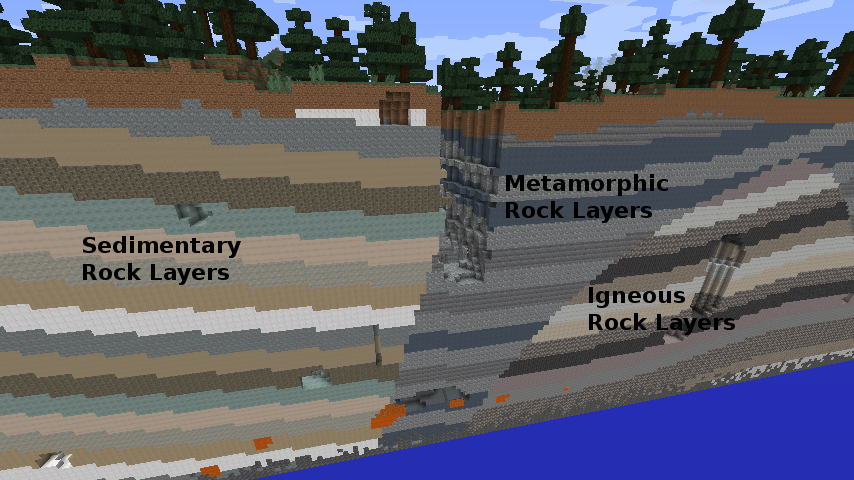 Sedimentary
Rock Layers
Metamorphic
Rock Layers
Igneous
Rock Layers